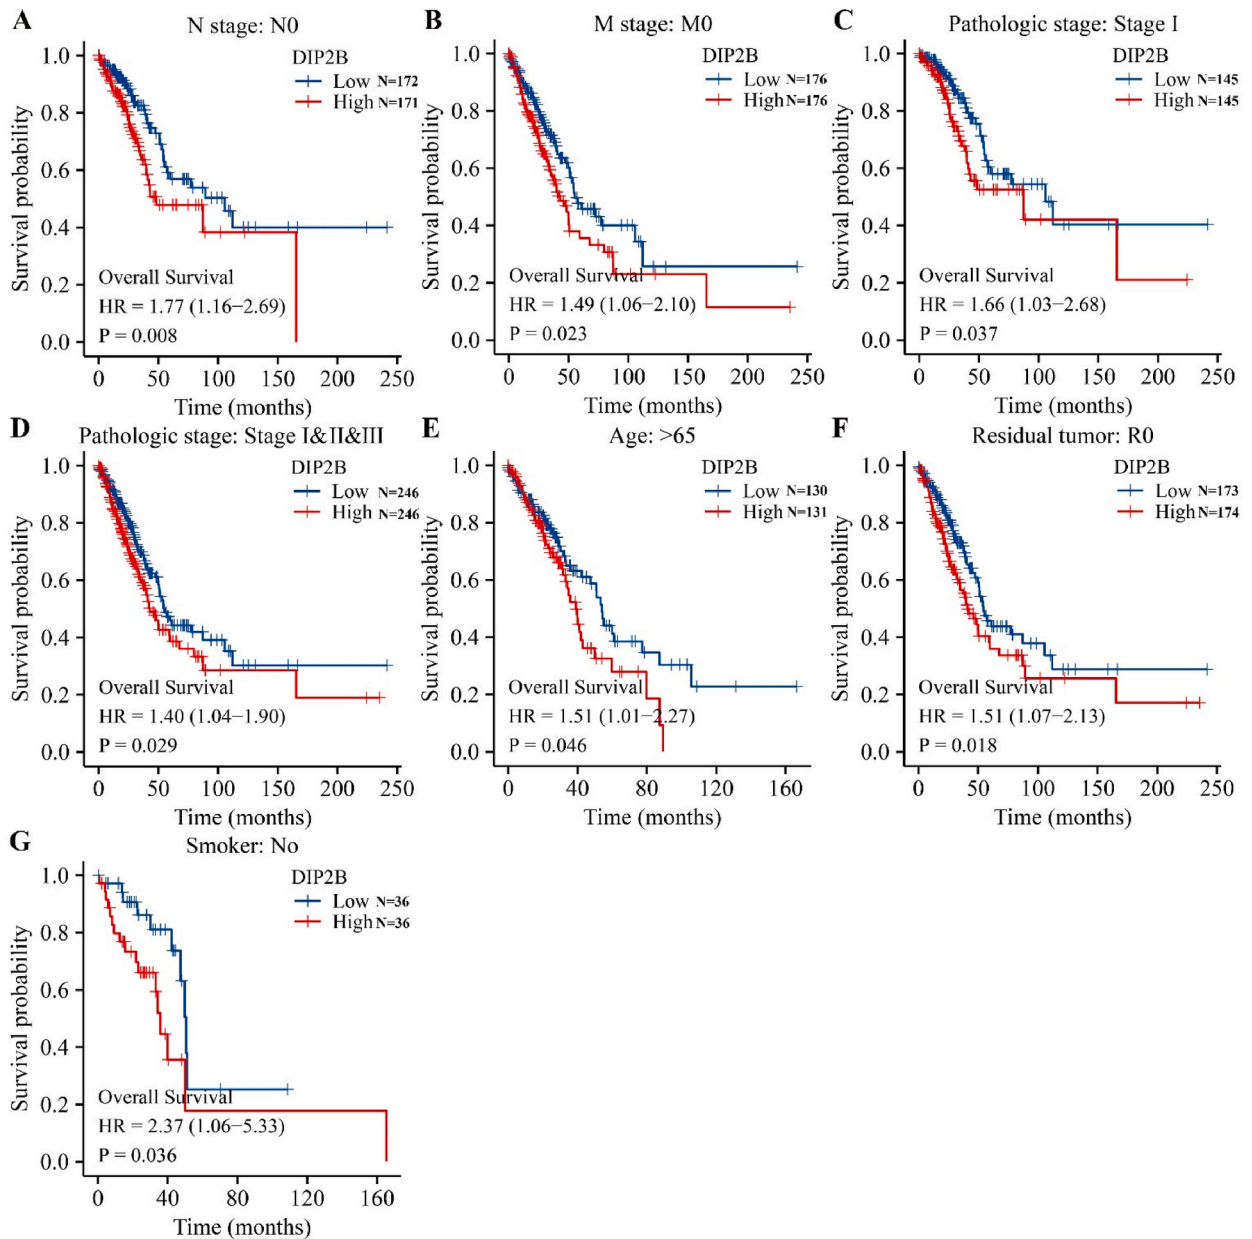 A
N stage: N0
DIP2B
Low N=172
High N=171
Survival probability
1.0
0.8
0.6
0.4
0.2
0.0
Overall Survival
HR = 1.77 (1.16−2.69)
P = 0.008
0 50 100 150 200 250
Time (months)
B
M stage: M0
DIP2B
Low N=176
High N=176
Survival probability
1.0
0.8
0.6
0.4
0.2
0.0
Overall Survival
HR = 1.49 (1.06−2.10)
P = 0.023
0 50 100 150 200 250
Time (months)
C
Pathologic stage: Stage I
DIP2B
Low N=145
High N=145
Survival probability
1.0
0.8
0.6
0.4
0.2
0.0
Overall Survival
HR = 1.66 (1.03−2.68)
P = 0.037
0 50 100 150 200 250
Time (months)
D
Pathologic stage: Stage I&II&III
DIP2B
Low N=246
High N=246
Survival probability
1.0
0.8
0.6
0.4
0.2
0.0
Overall Survival
HR = 1.40 (1.04−1.90)
P = 0.029
0 50 100 150 200 250
Time (months)
E
Age: >65
DIP2B
Low N=130
High N=131
Survival probability
1.0
0.8
0.6
0.4
0.2
0.0
Overall Survival
HR = 1.51 (1.01−2.27)
P = 0.046
0 40 80 120 160
Time (months)
F
Residual tumor: R0
DIP2B
Low N=173
High N=174
Survival probability
1.0
0.8
0.6
0.4
0.2
0.0
Overall Survival
HR = 1.51 (1.07−2.13)
P = 0.018
0 50 100 150 200 250
Time (months)
G
Smoker: No
DIP2B
Low N=36
High N=36
Survival probability
1.0
0.8
0.6
0.4
0.2
0.0
Overall Survival
HR = 2.37 (1.06−5.33)
P = 0.036
0 40 80 120 160
Time (months)